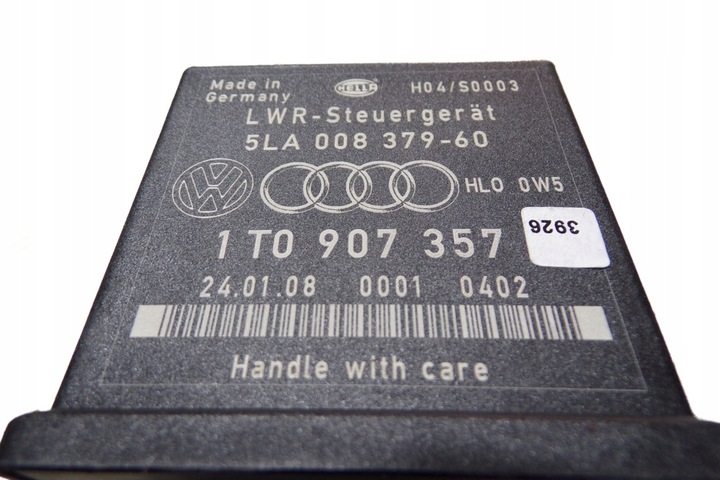 Made in
Germany
HELLA
H04/S0003
LWR-Steuergerät
5LA 008 379-60
HLO 0W5
1T0 907 357
3926
24.01.08 0001 0402
Handle with care